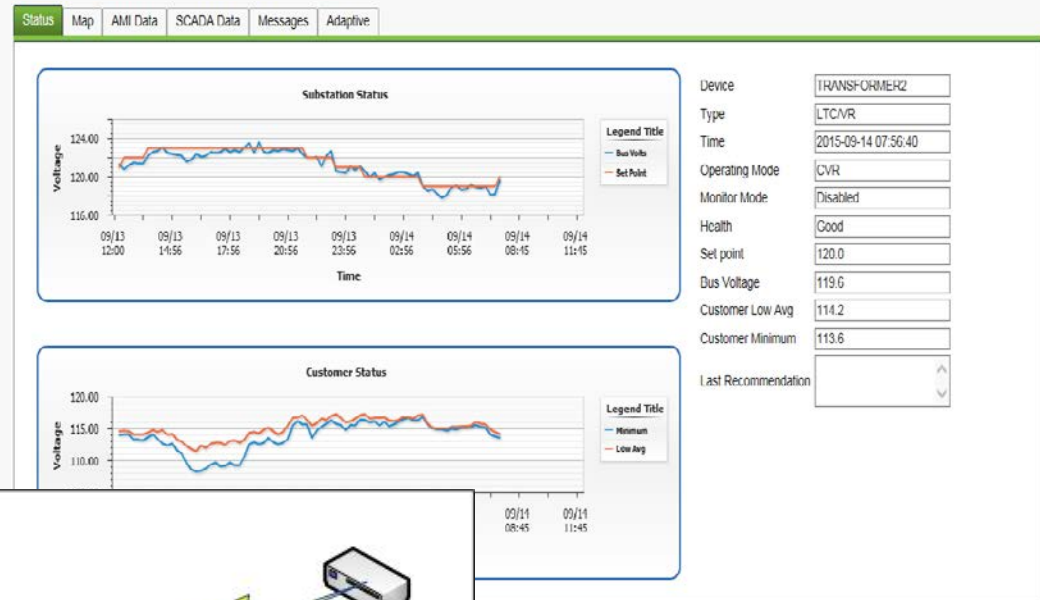 Status Map AMI Data SCADA Data Messages Adaptive
Substation Status
Voltage
124.00
120.00
116.00
09/13 09/13 09/13 09/13 09/13 09/14 09/14 09/14 09/14
12:00 14:56 17:56 20:56 23:56 02:56 05:56 08:45 11:45
Time
Legend Title
Bus Volts
Set Point
Customer Status
Voltage
120.00
115.00
110.00
09/14 09/14
08:45 11:45
Legend Title
Minimum
Low Avg
Device TRANSFORMER2
Type LTC/VR
Time 2015-09-14 07:56:40
Operating Mode CVR
Monitor Mode Disabled
Health Good
Set point 120.0
Bus Voltage 119.6
Customer Low Avg 114.2
Customer Minimum 113.6
Last Recommendation